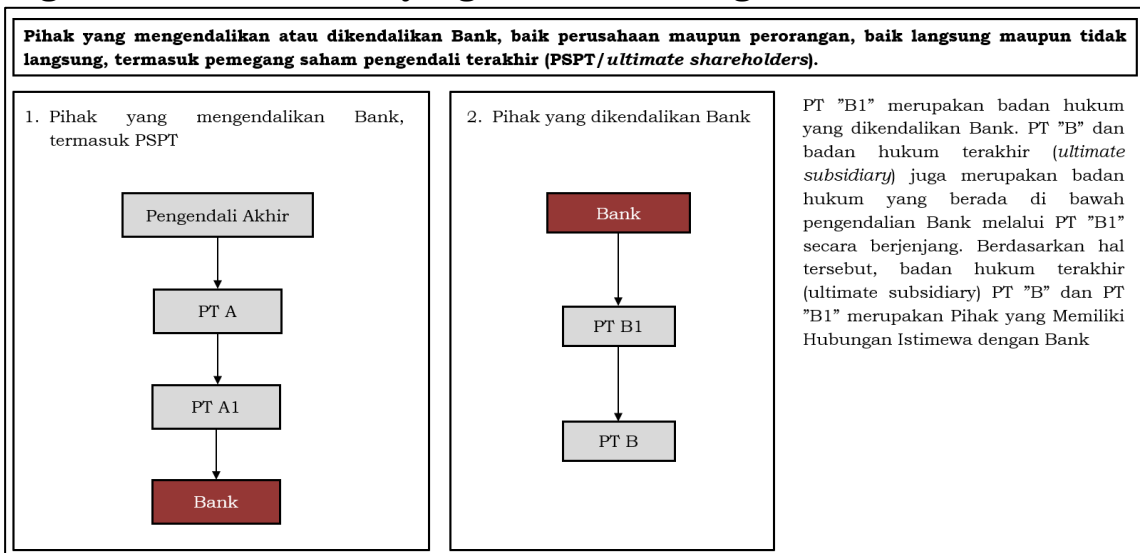 Pihak yang mengendalikan atau dikendalikan Bank, baik perusahaan maupun perorangan, baik langsung maupun tidak
langsung, termasuk pemegang saham pengendali terakhir (PSPT/ultimate shareholders).
1. Pihak yang mengendalikan Bank,
termasuk PSPT
Pengendali Akhir
PT A
PT A1
Bank
2. Pihak yang dikendalikan Bank
Bank
PT B1
PT B
PT ”B1” merupakan badan hukum
yang dikendalikan Bank. PT ”B” dan
badan hukum terakhir (ultimate
subsidiary) juga merupakan badan
hukum yang berada di bawah
pengendalian Bank melalui PT ”B1”
secara berjenjang. Berdasarkan hal
tersebut, badan hukum terakhir
(ultimate subsidiary) PT ”B” dan PT
”B1” merupakan Pihak yang Memiliki
Hubungan Istimewa dengan Bank